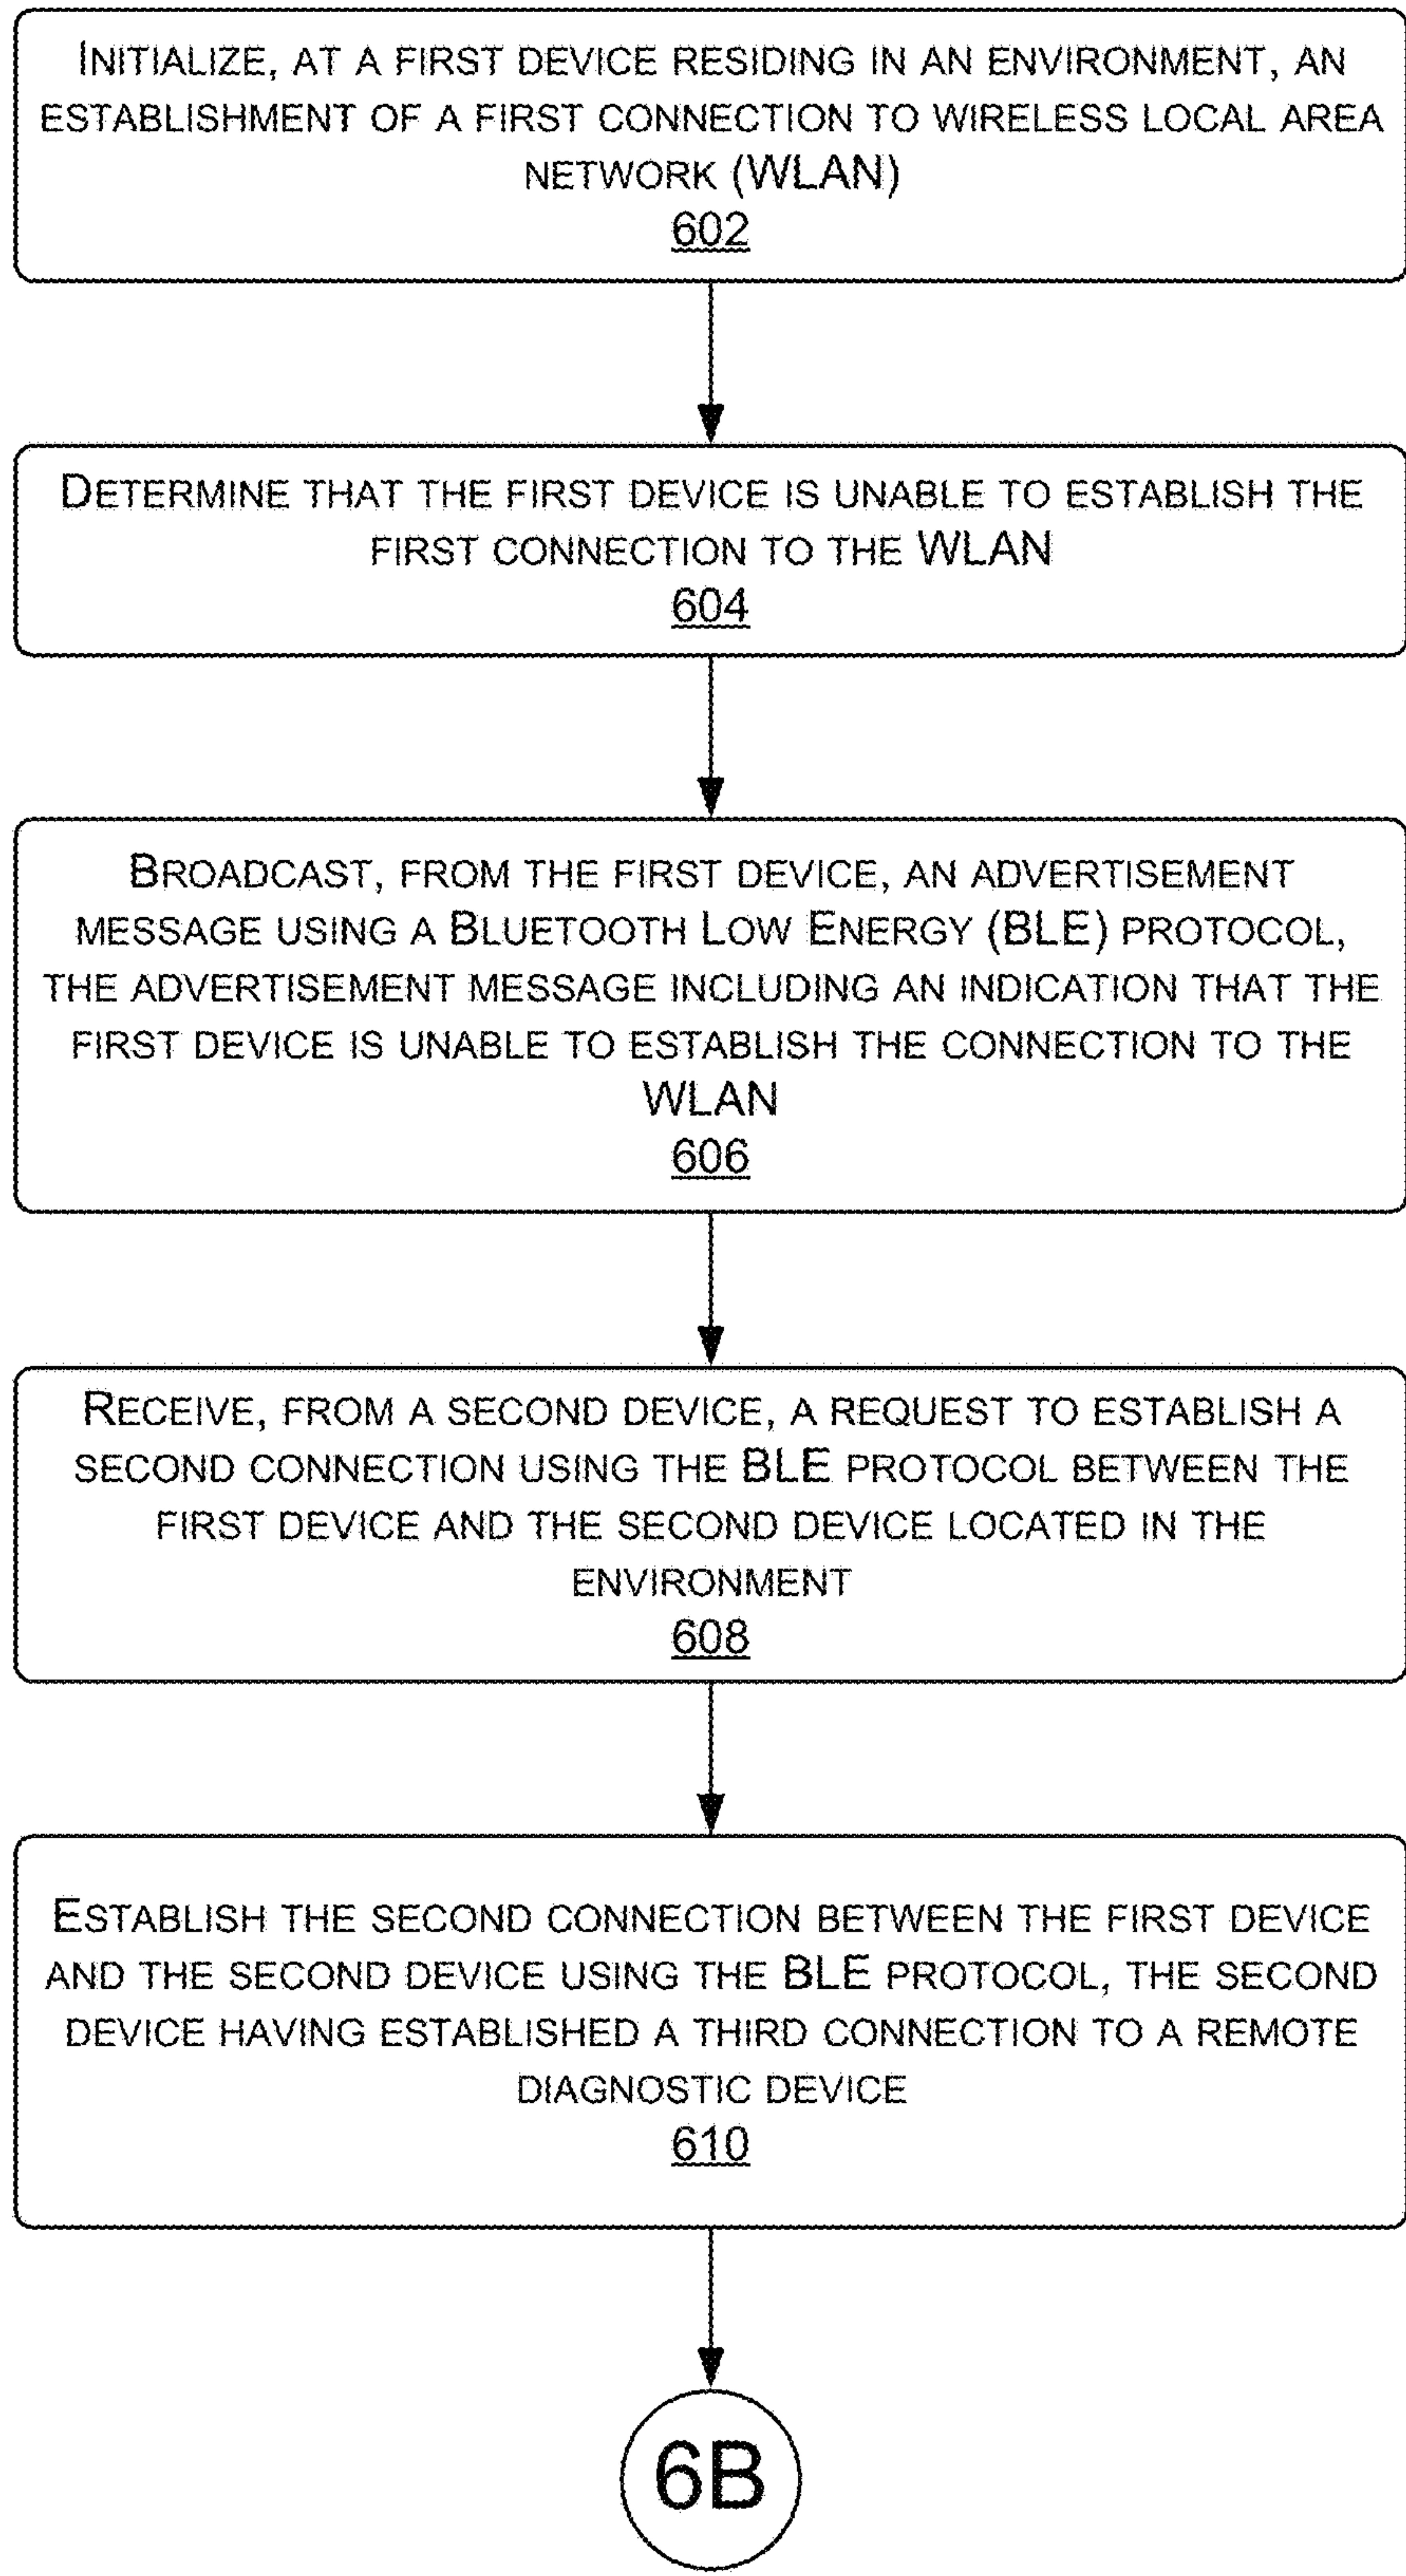 INITIALIZE, AT A FIRST DEVICE RESIDING IN AN ENVIRONMENT, AN
ESTABLISHMENT OF A FIRST CONNECTION TO WIRELESS LOCAL AREA
NETWORK (WLAN)
602
DETERMINE THAT THE FIRST DEVICE IS UNABLE TO ESTABLISH THE
FIRST CONNECTION TO THE WLAN
604
BROADCAST, FROM THE FIRST DEVICE, AN ADVERTISEMENT
MESSAGE USING A BLUETOOTH LOW ENERGY (BLE) PROTOCOL,
THE ADVERTISEMENT MESSAGE INCLUDING AN INDICATION THAT THE
FIRST DEVICE IS UNABLE TO ESTABLISH THE CONNECTION TO THE
WLAN
606
RECEIVE, FROM A SECOND DEVICE, A REQUEST TO ESTABLISH A
SECOND CONNECTION USING THE BLE PROTOCOL BETWEEN THE
FIRST DEVICE AND THE SECOND DEVICE LOCATED IN THE
ENVIRONMENT
608
ESTABLISH THE SECOND CONNECTION BETWEEN THE FIRST DEVICE
AND THE SECOND DEVICE USING THE BLE PROTOCOL, THE SECOND
DEVICE HAVING ESTABLISHED A THIRD CONNECTION TO A REMOTE
DIAGNOSTIC DEVICE
610
6B